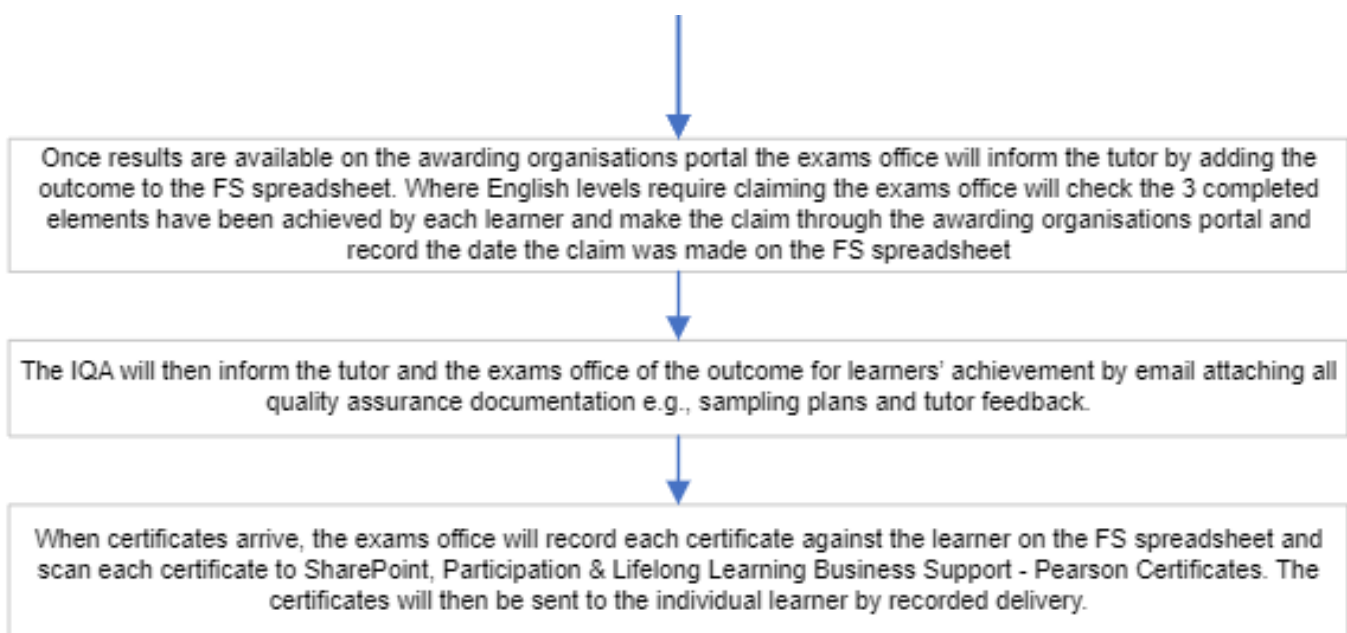 Once results are available on the awarding organisations portal the exams office will inform the tutor by adding the
outcome to the FS spreadsheet. Where English levels require claiming the exams office will check the 3 completed
elements have been achieved by each learner and make the claim through the awarding organisations portal and
record the date the claim was made on the FS spreadsheet
The IQA will then inform the tutor and the exams office of the outcome for learners’ achievement by email attaching all
quality assurance documentation e.g., sampling plans and tutor feedback.
When certificates arrive, the exams office will record each certificate against the learner on the FS spreadsheet and
scan each certificate to SharePoint, Participation & Lifelong Learning Business Support - Pearson Certificates. The
certificates will then be sent to the individual learner by recorded delivery.